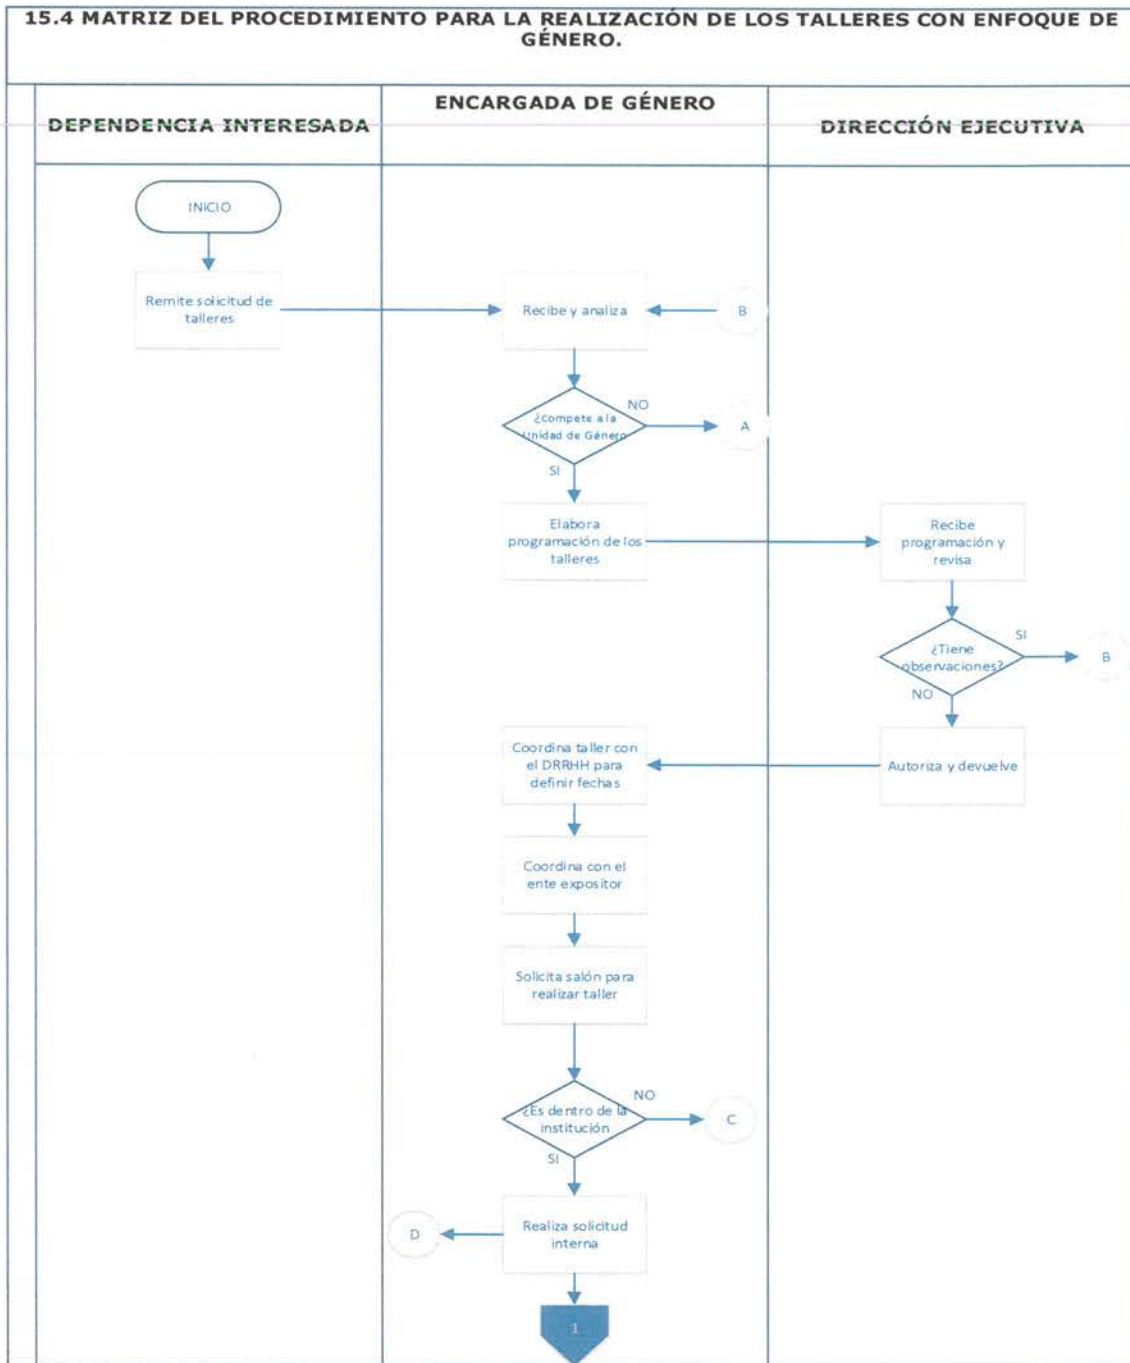 15.4 MATRIZ DEL PROCEDIMIENTO PARA LA REALIZACIÓN DE LOS TALLERES CON ENFOQUE DE
GÉNERO.
DEPENDENCIA INTERESADA
ENCARGADA DE GÉNERO
DIRECCIÓN EJECUTIVA
INICIO
Remite solicitud de
talleres
Recibe y analiza
B
¿Compete a la
Unidad de Género
NO
A
SI
Elabora
programación de los
talleres
Recibe
programación y
revisa
¿Tiene
observaciones?
SI
B
NO
Autoriza y devuelve
Coordina taller con
el DRRHH para
definir fechas
Coordina con el
ente expositor
Solicita salón para
realizar taller
¿Es dentro de la
institución
NO
C
SI
Realiza solicitud
interna
D
1